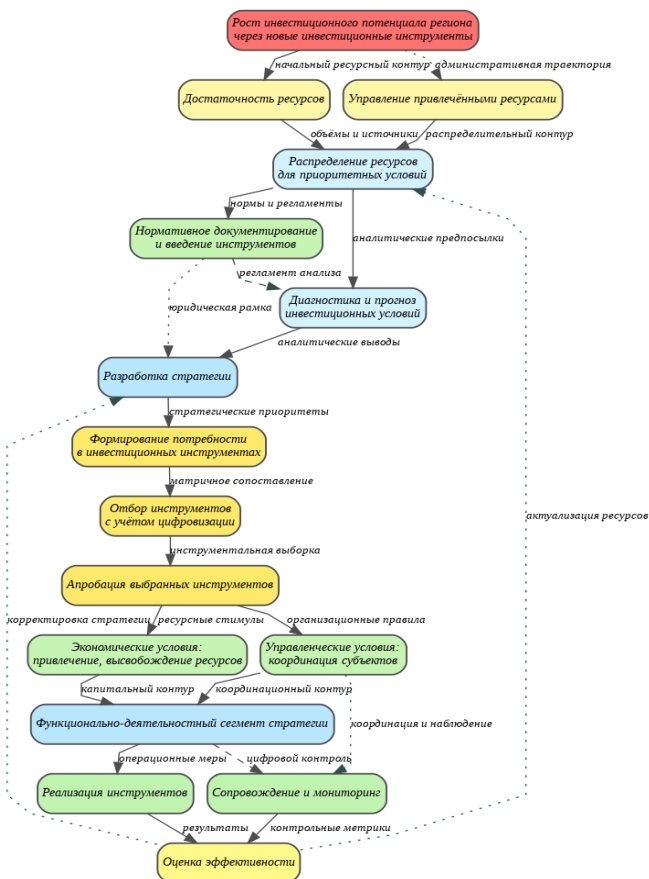 Рост инвестиционного потенциала региона
через новые инвестиционные инструменты
начальный ресурсный контур
административная траектория
Достаточность ресурсов
Управление привлечёнными ресурсами
объёмы и источники
распределительный контур
Распределение ресурсов
для приоритетных условий
нормы и регламенты
Нормативное документирование
и введение инструментов
аналитические предпосылки
регламент анализа
Диагностика и прогноз
инвестиционных условий
юридическая рамка
аналитические выводы
Разработка стратегии
стратегические приоритеты
Формирование потребности
в инвестиционных инструментах
матричное сопоставление
Отбор инструментов
с учётом цифровизации
актуализация ресурсов
инструментальная выборка
Апробация выбранных инструментов
корректировка стратегии
ресурсные стимулы
организационные правила
Экономические условия:
привлечение, высвобождение ресурсов
Управленческие условия:
координация субъектов
капитальный контур
координационный контур
Функционально-деятельностный сегмент стратегии
координация и наблюдение
операционные меры
цифровой контроль
Реализация инструментов
Сопровождение и мониторинг
результаты
контрольные метрики
Оценка эффективности